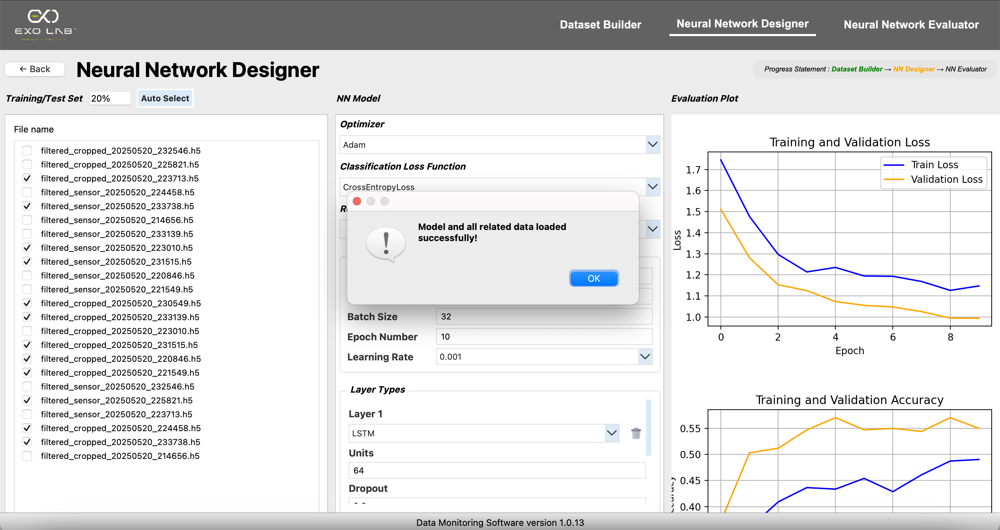 EXO LAB
Dataset Builder
Neural Network Designer
Neural Network Evaluator
← Back
Neural Network Designer
Progress Statement : Dataset Builder → NN Designer → NN Evaluator
Training/Test Set
20%
Auto Select
File name
filtered_cropped_20250520_232546.h5
filtered_cropped_20250520_225821.h5
filtered_cropped_20250520_223713.h5
filtered_sensor_20250520_224458.h5
filtered_sensor_20250520_233738.h5
filtered_sensor_20250520_214656.h5
filtered_sensor_20250520_233139.h5
filtered_sensor_20250520_223010.h5
filtered_sensor_20250520_231515.h5
filtered_sensor_20250520_220846.h5
filtered_sensor_20250520_221549.h5
filtered_cropped_20250520_230549.h5
filtered_cropped_20250520_233139.h5
filtered_cropped_20250520_223010.h5
filtered_cropped_20250520_231515.h5
filtered_cropped_20250520_220846.h5
filtered_cropped_20250520_221549.h5
filtered_sensor_20250520_232546.h5
filtered_sensor_20250520_225821.h5
filtered_sensor_20250520_223713.h5
filtered_cropped_20250520_224458.h5
filtered_cropped_20250520_233738.h5
filtered_cropped_20250520_214656.h5
NN Model
Optimizer
Adam
Classification Loss Function
CrossEntropyLoss
Model and all related data loaded
successfully!
OK
Batch Size
32
Epoch Number
10
Learning Rate
0.001
Layer Types
Layer 1
LSTM
Units
64
Dropout
Evaluation Plot
Training and Validation Loss
Train Loss
Validation Loss
1.7
1.6
1.5
1.4
1.3
1.2
1.1
1.0
Loss
0 2 4 6 8
Epoch
Training and Validation Accuracy
0.55
0.50
0.45
0.40
Data Monitoring Software version 1.0.13